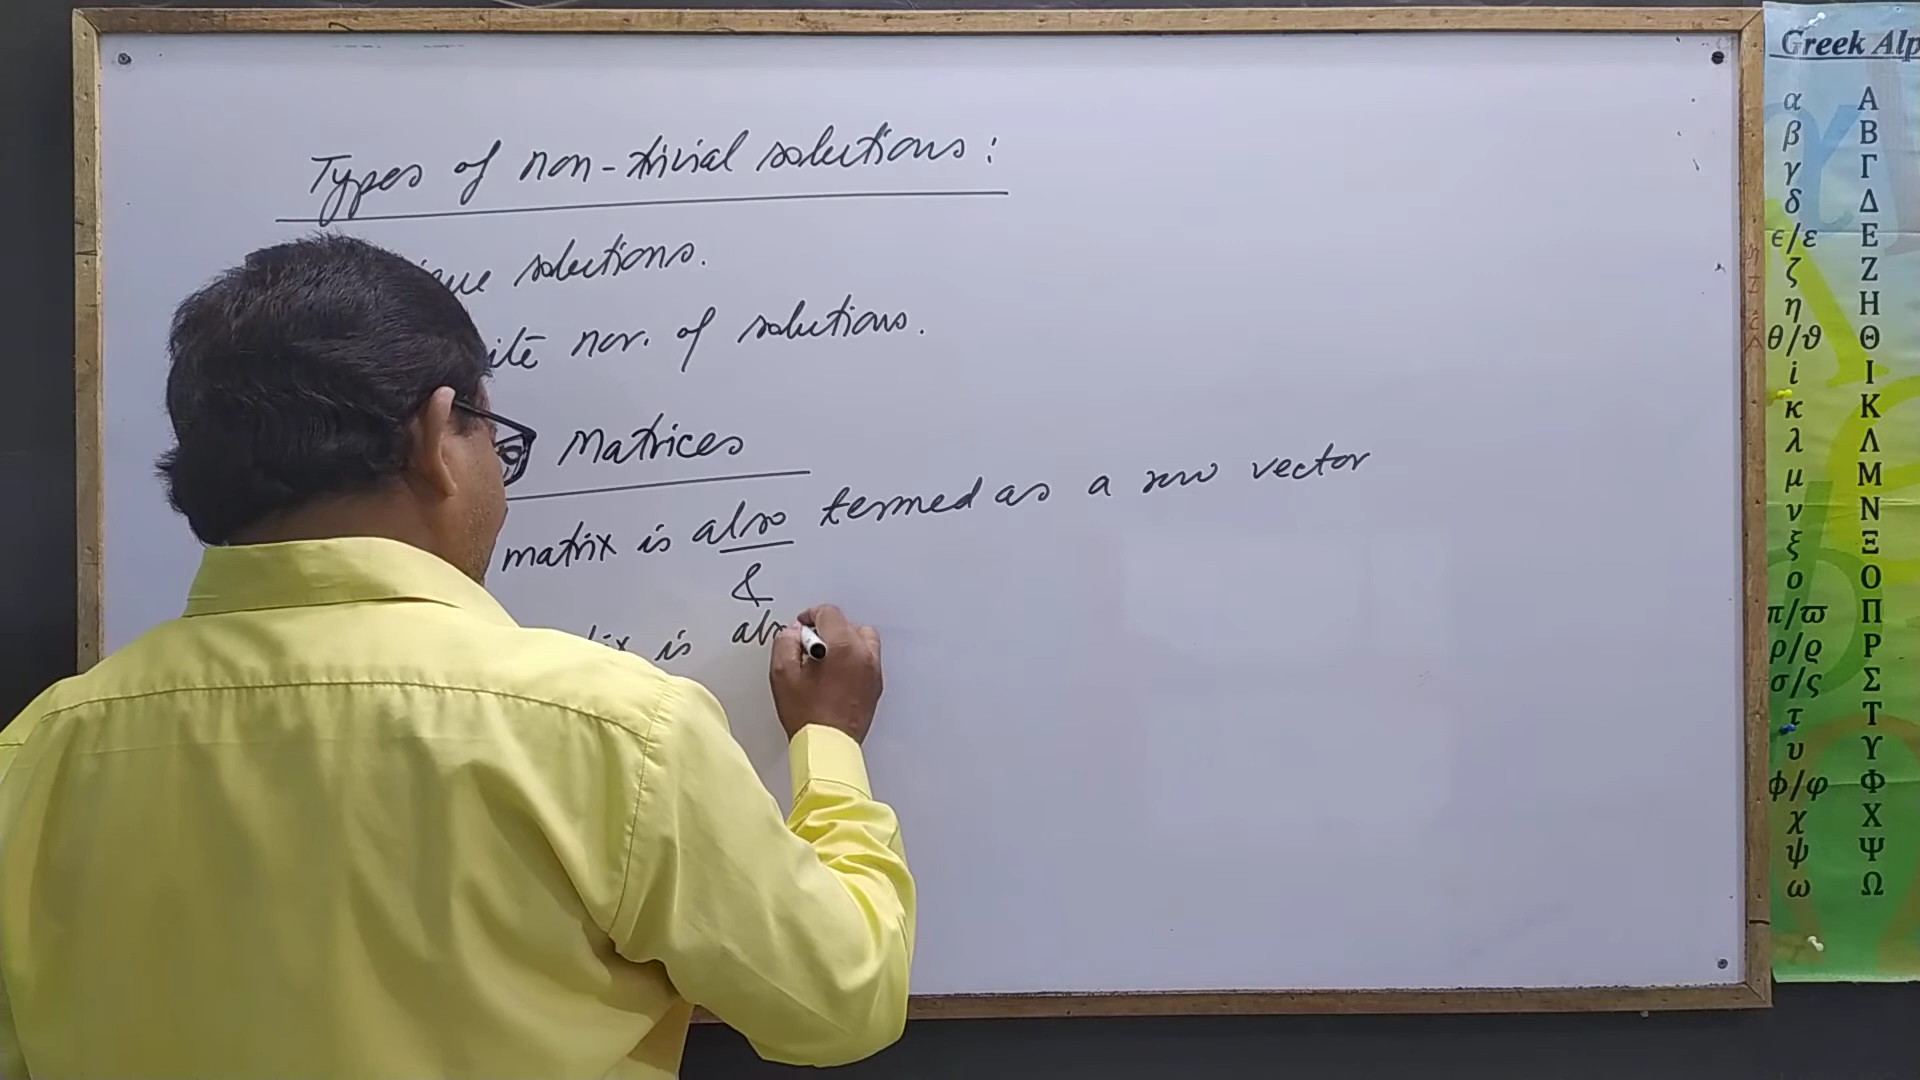 Types of non-trivial solutions :
solutions.
nor. of solutions.
Matrices
matrix is also termed as a row vector
&
is
Greek Alp
α Α
β Β
γ Γ
δ Δ
ϵ/ε Ε
ζ Ζ
η Η
θ/ϑ Θ
i Ι
κ Κ
λ Λ
μ Μ
ν Ν
ξ Ξ
ο Ο
π/ϖ Π
ρ/ϱ Ρ
σ/ς Σ
τ Τ
υ Υ
ϕ/φ Φ
χ Χ
ψ Ψ
ω Ω